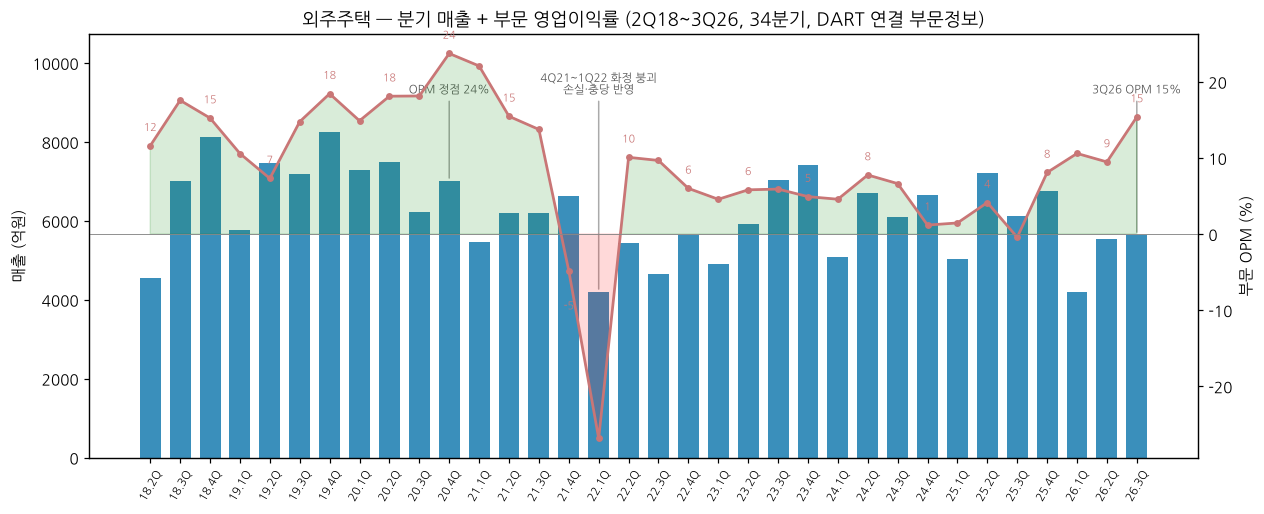 외주주택 — 분기 매출 + 부문 영업이익률 (2Q18~3Q26, 34분기, DART 연결 부문정보)
매출 (억원)
10000
8000
6000
4000
2000
0
부문 OPM (%)
20
10
0
-10
-20
OPM 정점 24%
4Q21~1Q22 화정 붕괴
손실·충당 반영
3Q26 OPM 15%
12
15
7
18
18
24
15
-5
10
6
6
5
8
1
4
8
9
15
18.2Q
18.3Q
18.4Q
19.1Q
19.2Q
19.3Q
19.4Q
20.1Q
20.2Q
20.3Q
20.4Q
21.1Q
21.2Q
21.3Q
21.4Q
22.1Q
22.2Q
22.3Q
22.4Q
23.1Q
23.2Q
23.3Q
23.4Q
24.1Q
24.2Q
24.3Q
24.4Q
25.1Q
25.2Q
25.3Q
25.4Q
26.1Q
26.2Q
26.3Q